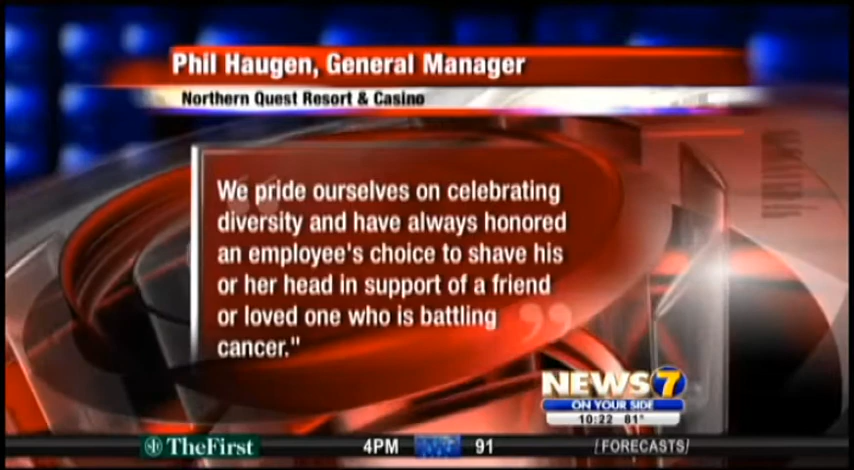 Phil Haugen, General Manager
Northern Quest Resort & Casino
We pride ourselves on celebrating
diversity and have always honored
an employee's choice to shave his
or her head in support of a friend
or loved one who is battling
cancer."
NEWS 7
ON YOUR SIDE
10:22 81°
TheFirst 4PM 91 [FORECASTS]